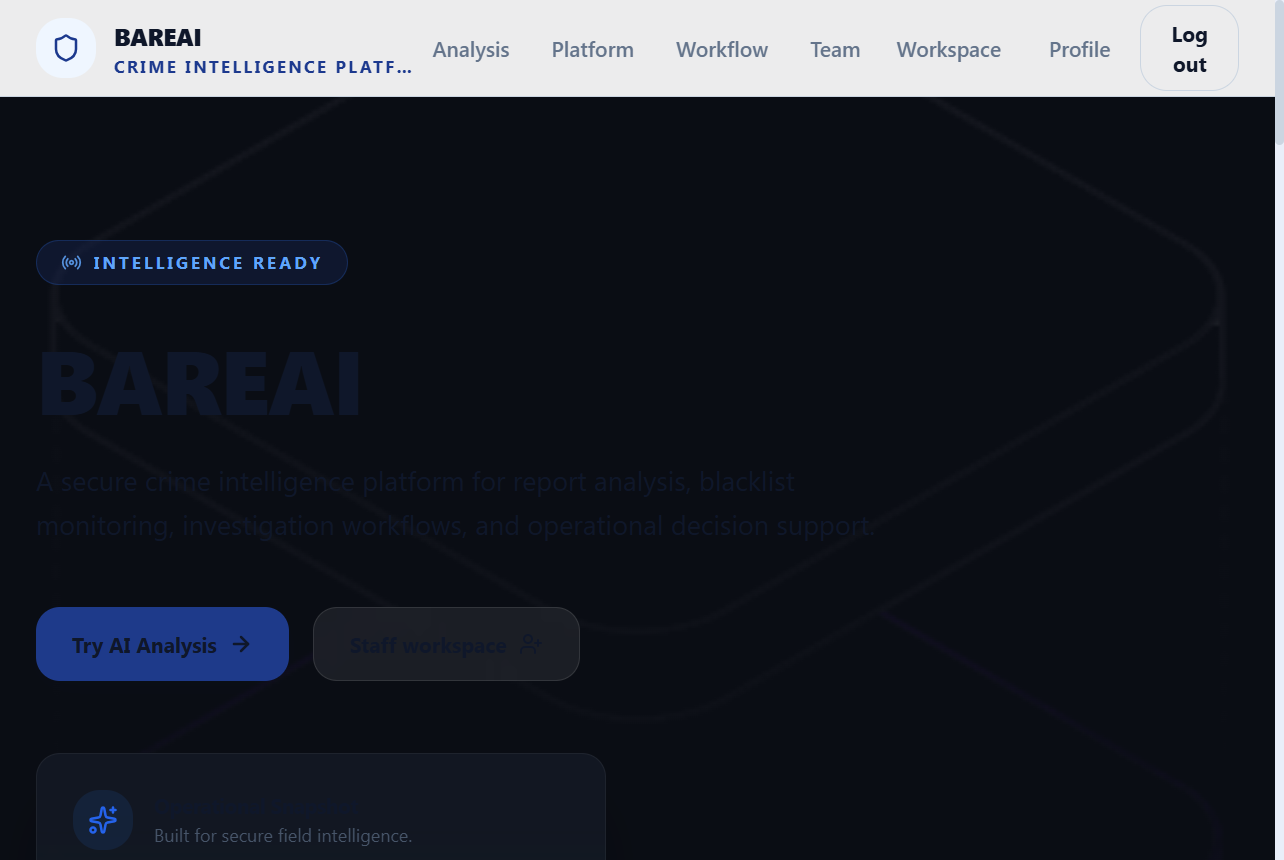 BAREAI
CRIME INTELLIGENCE PLATF...
Analysis
Platform
Workflow
Team
Workspace
Profile
Log
out
INTELLIGENCE READY
BAREAI
A secure crime intelligence platform for report analysis, blacklist
monitoring, investigation workflows, and operational decision support.
Try AI Analysis
Staff workspace
Built for secure field intelligence.